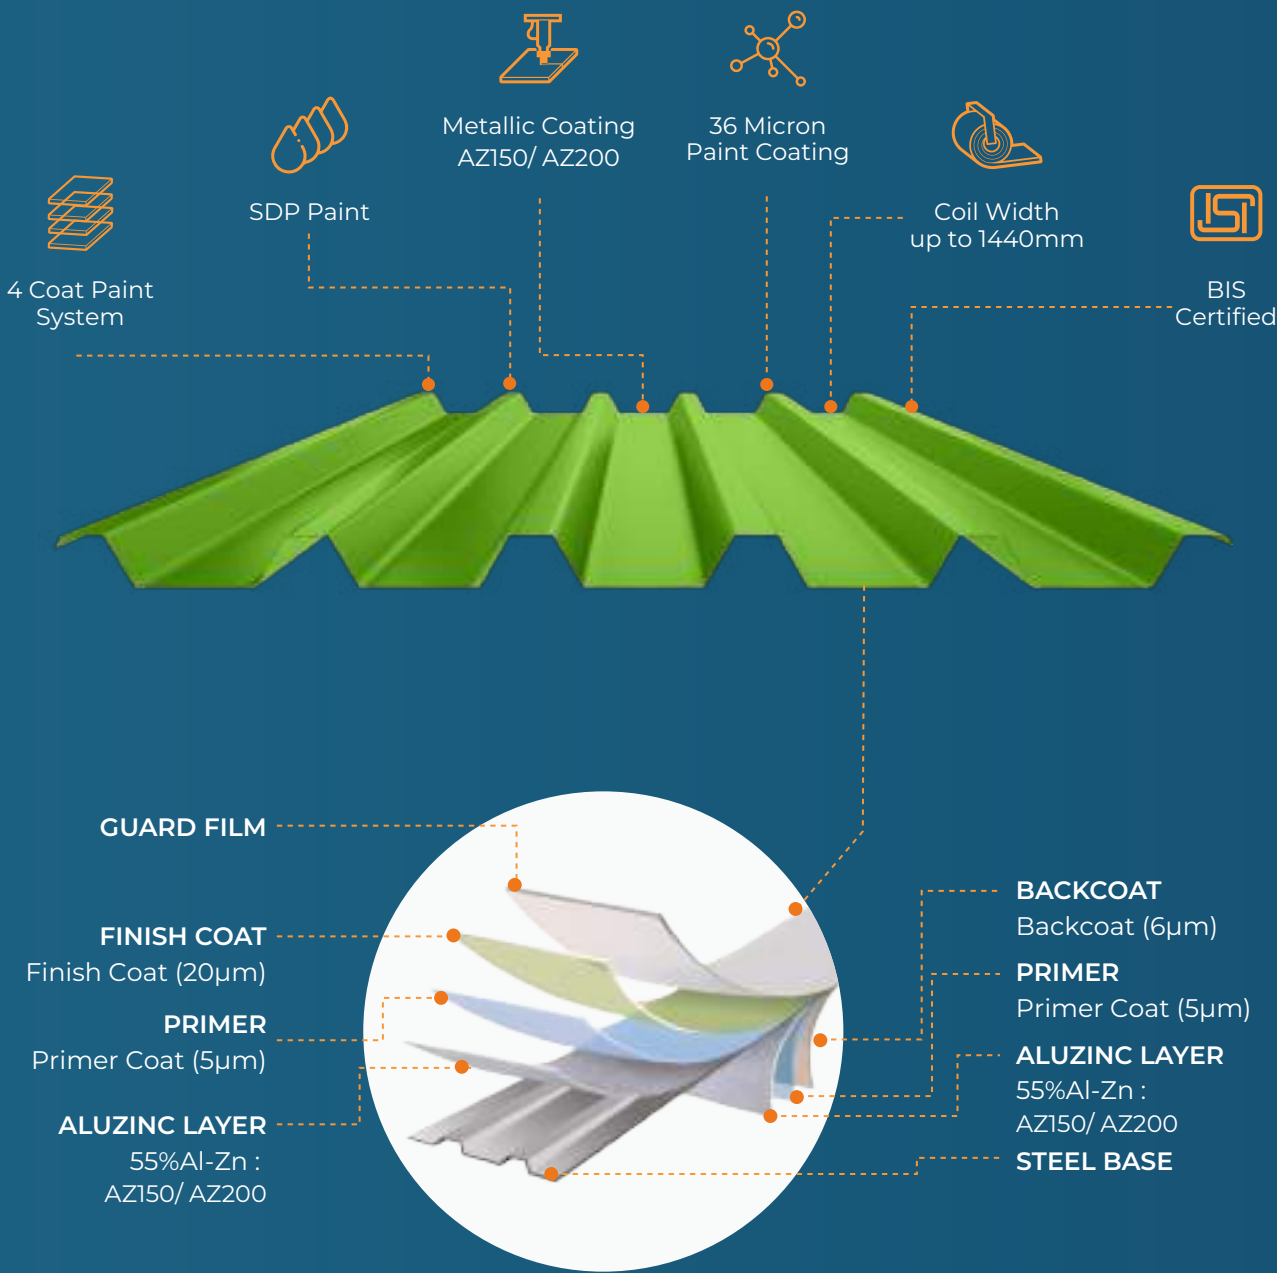 Metallic Coating
AZ150/ AZ200
36 Micron
Paint Coating
SDP Paint
Coil Width
up to 1440mm
4 Coat Paint
System
BIS
Certified
GUARD FILM
FINISH COAT
Finish Coat (20μm)
PRIMER
Primer Coat (5μm)
ALUZINC LAYER
55%Al-Zn :
AZ150/ AZ200
BACKCOAT
Backcoat (6μm)
PRIMER
Primer Coat (5μm)
ALUZINC LAYER
55%Al-Zn :
AZ150/ AZ200
STEEL BASE